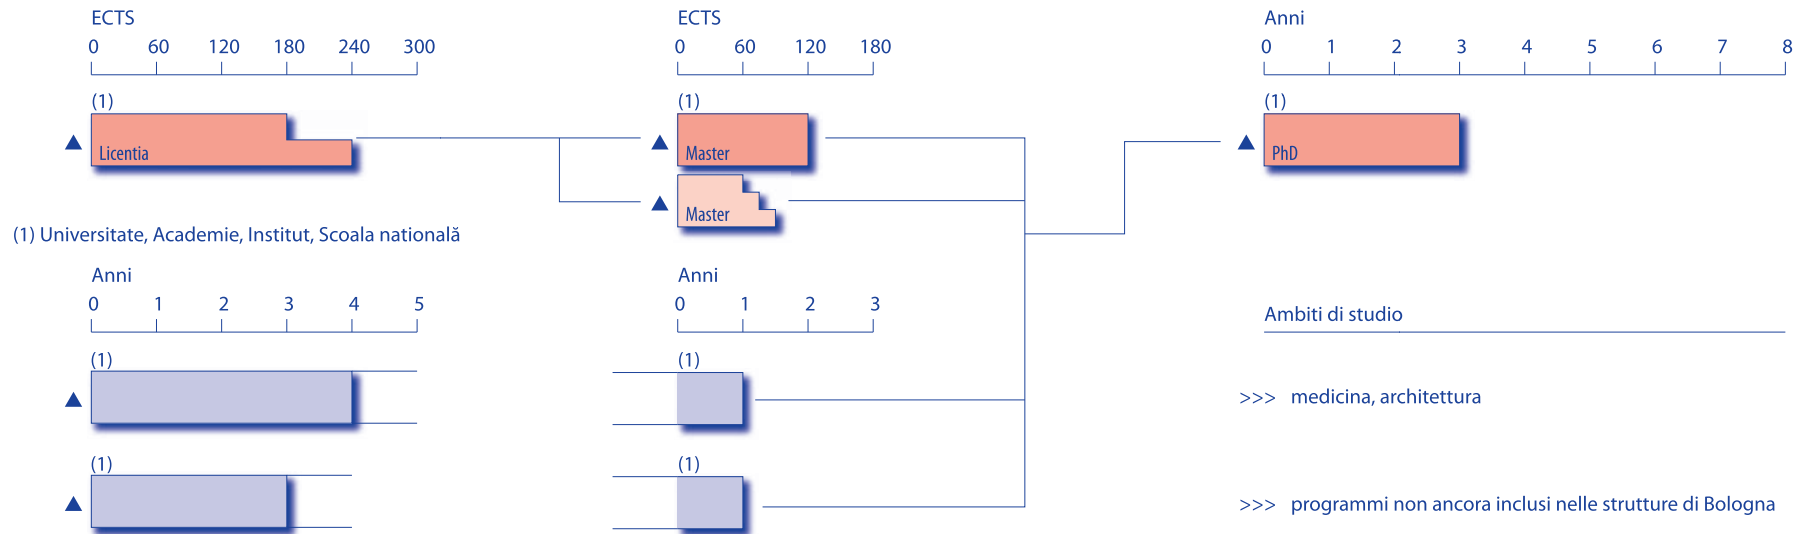 ECTS
0 60 120 180 240 300
(1)
Licentia
ECTS
0 60 120 180
(1)
Master
Master
Anni
0 1 2 3 4 5 6 7 8
(1)
PhD
(1) Universitate, Academie, Institut, Scoala natională
Anni
0 1 2 3 4 5
(1)
(1)
Anni
0 1 2 3
(1)
(1)
Ambiti di studio
>>> medicina, architettura
>>> programmi non ancora inclusi nelle strutture di Bologna